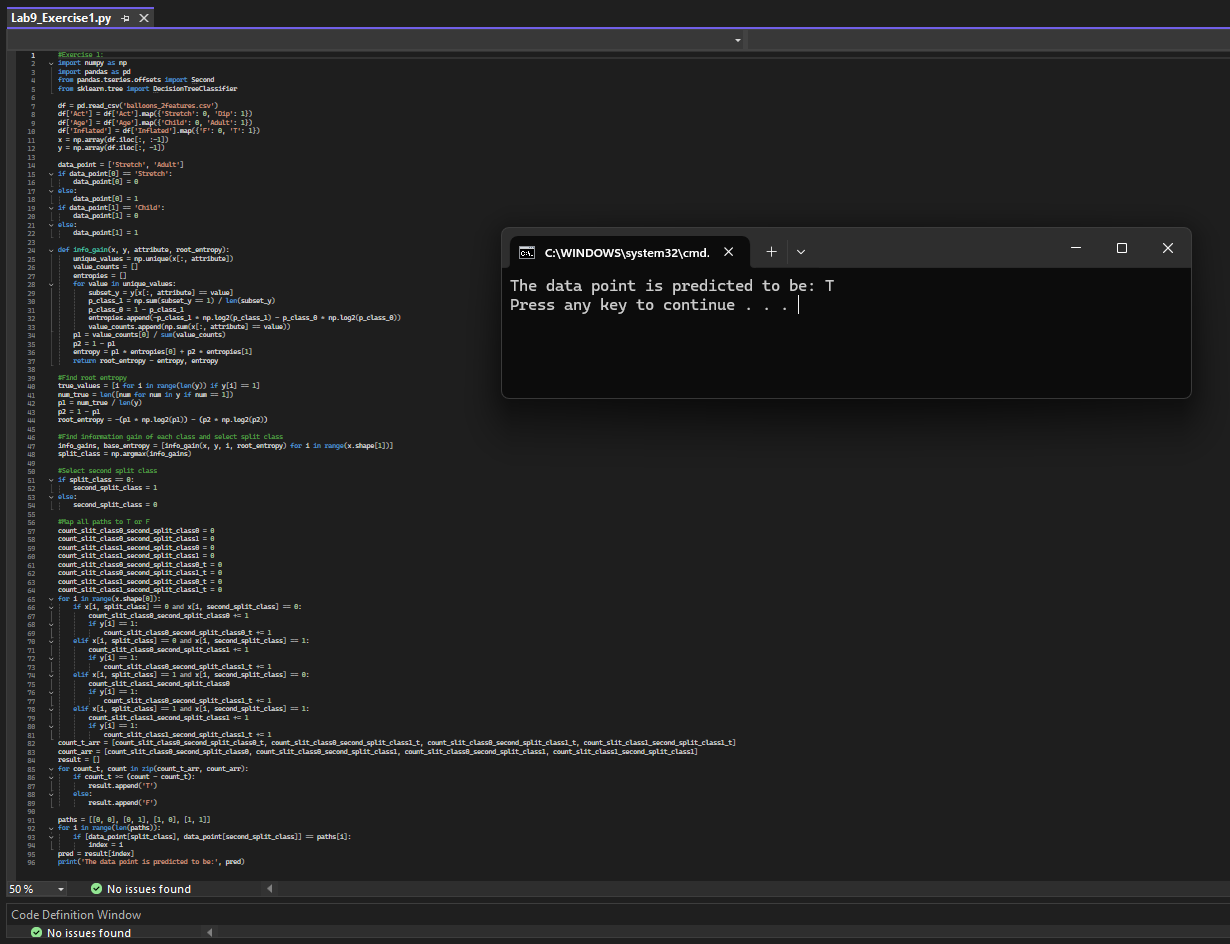 Lab9_Exercise1.py
1 #Exercise 1:
2 import numpy as np
3 import pandas as pd
4 from pandas.tseries.offsets import Second
5 from sklearn.tree import DecisionTreeClassifier
6
7 df = pd.read_csv('balloons_2features.csv')
8 df['Act'] = df['Act'].map({'Stretch': 0, 'Dip': 1})
9 df['Age'] = df['Age'].map({'Child': 0, 'Adult': 1})
10 df['Inflated'] = df['Inflated'].map({'F': 0, 'T': 1})
11 x = np.array(df.iloc[:, :-1])
12 y = np.array(df.iloc[:, -1])
13
14 data_point = ['Stretch', 'Adult']
15 if data_point[0] == 'Stretch':
16 data_point[0] = 0
17 else:
18 data_point[0] = 1
19 if data_point[1] == 'Child':
20 data_point[1] = 0
21 else:
22 data_point[1] = 1
23
24 def info_gain(x, y, attribute, root_entropy):
25 unique_values = np.unique(x[:, attribute])
26 value_counts = []
27 entropies = []
28 for value in unique_values:
29 subset_y = y[x[:, attribute] == value]
30 p_class_1 = np.sum(subset_y == 1) / len(subset_y)
31 p_class_0 = 1 - p_class_1
32 entropies.append(-p_class_1 * np.log2(p_class_1) - p_class_0 * np.log2(p_class_0))
33 value_counts.append(np.sum(x[:, attribute] == value))
34 p1 = value_counts[0] / sum(value_counts)
35 p2 = 1 - p1
36 entropy = p1 * entropies[0] + p2 * entropies[1]
37 return root_entropy - entropy, entropy
38
39 #Find root entropy
40 true_values = [i for i in range(len(y)) if y[i] == 1]
41 num_true = len([num for num in y if num == 1])
42 p1 = num_true / len(y)
43 p2 = 1 - p1
44 root_entropy = -(p1 * np.log2(p1)) - (p2 * np.log2(p2))
45
46 #Find information gain of each class and select split class
47 info_gains, base_entropy = [info_gain(x, y, i, root_entropy) for i in range(x.shape[1])]
48 split_class = np.argmax(info_gains)
49
50 #Select second split class
51 if split_class == 0:
52 second_split_class = 1
53 else:
54 second_split_class = 0
55
56 #Map all paths to T or F
57 count_slit_class0_second_split_class0 = 0
58 count_slit_class0_second_split_class1 = 0
59 count_slit_class1_second_split_class0 = 0
60 count_slit_class1_second_split_class1 = 0
61 count_slit_class0_second_split_class0_t = 0
62 count_slit_class0_second_split_class1_t = 0
63 count_slit_class1_second_split_class0_t = 0
64 count_slit_class1_second_split_class1_t = 0
65 for i in range(x.shape[0]):
66 if x[i, split_class] == 0 and x[i, second_split_class] == 0:
67 count_slit_class0_second_split_class0 += 1
68 if y[i] == 1:
69 count_slit_class0_second_split_class0_t += 1
70 elif x[i, split_class] == 0 and x[i, second_split_class] == 1:
71 count_slit_class0_second_split_class1 += 1
72 if y[i] == 1:
73 count_slit_class0_second_split_class1_t += 1
74 elif x[i, split_class] == 1 and x[i, second_split_class] == 0:
75 count_slit_class1_second_split_class0
76 if y[i] == 1:
77 count_slit_class0_second_split_class1_t += 1
78 elif x[i, split_class] == 1 and x[i, second_split_class] == 1:
79 count_slit_class1_second_split_class1 += 1
80 if y[i] == 1:
81 count_slit_class1_second_split_class1_t += 1
82 count_t_arr = [count_slit_class0_second_split_class0_t, count_slit_class0_second_split_class1_t, count_slit_class0_second_split_class1_t, count_slit_class1_second_split_class1_t]
83 count_arr = [count_slit_class0_second_split_class0, count_slit_class0_second_split_class1, count_slit_class0_second_split_class1, count_slit_class1_second_split_class1]
84 result = []
85 for count_t, count in zip(count_t_arr, count_arr):
86 if count_t >= (count - count_t):
87 result.append('T')
88 else:
89 result.append('F')
90
91 paths = [[0, 0], [0, 1], [1, 0], [1, 1]]
92 for i in range(len(paths)):
93 if [data_point[split_class], data_point[second_split_class]] == paths[i]:
94 index = i
95 pred = result[index]
96 print('The data point is predicted to be:', pred)
C:\WINDOWS\system32\cmd.
The data point is predicted to be: T
Press any key to continue . . .
50 % No issues found
Code Definition Window
No issues found